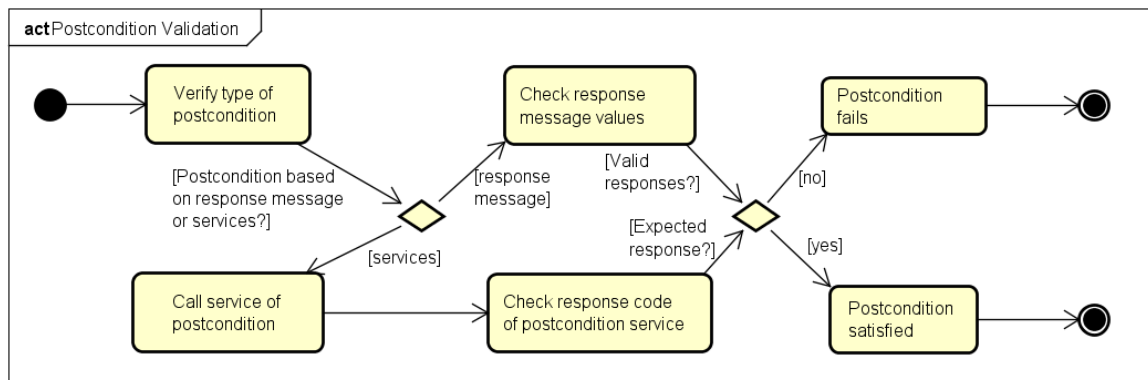 act Postcondition Validation
Verify type of
postcondition
Check response
message values
Postcondition
fails
[Postcondition based
on response message
or services?]
[response
message]
[Valid
responses?]
[no]
[services]
[Expected
response?]
[yes]
Call service of
postcondition
Check response code
of postcondition service
Postcondition
satisfied